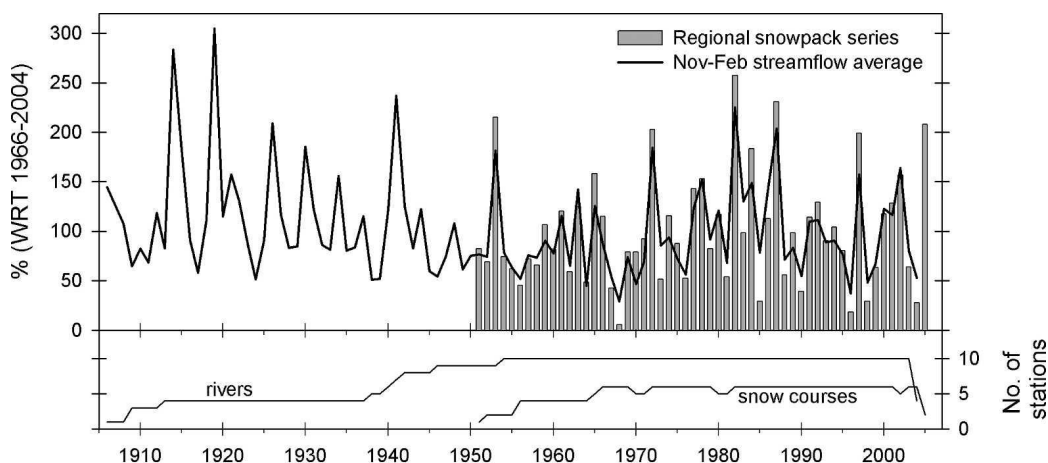 % (WRT 1966-2004)
300
250
200
150
100
50
0
Regional snowpack series
Nov-Feb streamflow average
rivers
snow courses
10
5
0
No. of
stations
1910 1920 1930 1940 1950 1960 1970 1980 1990 2000